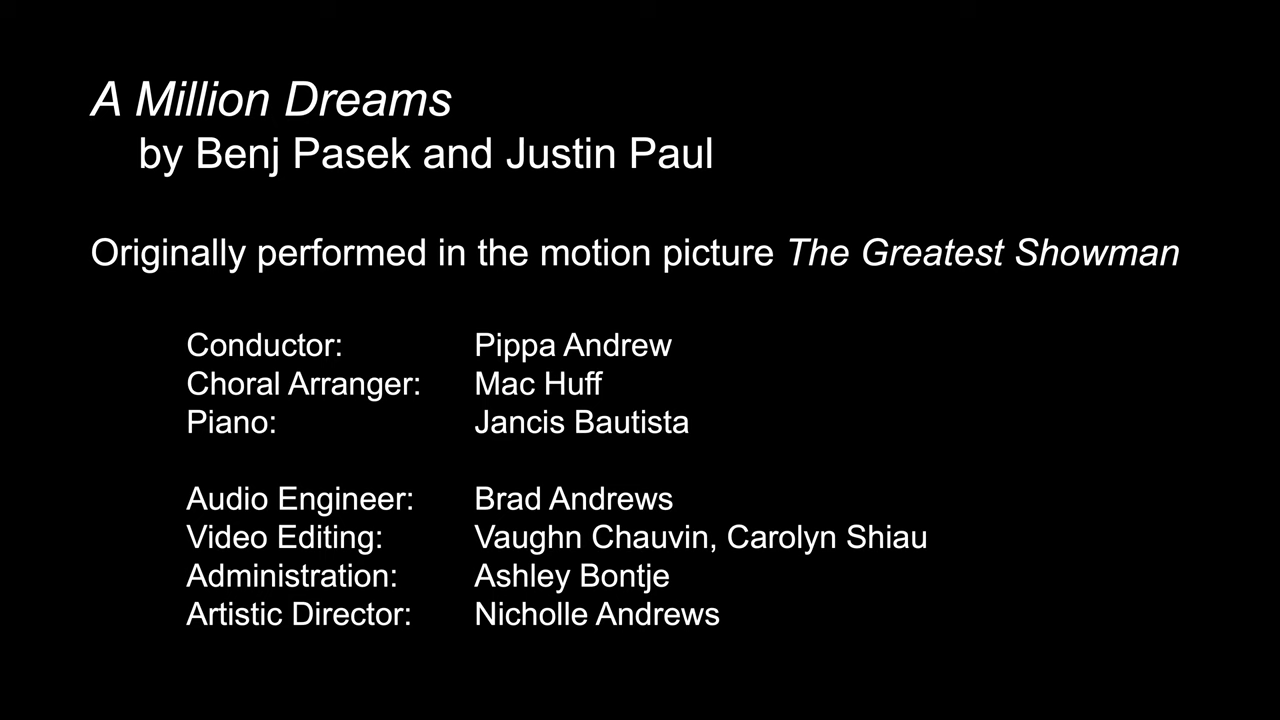 A Million Dreams
by Benj Pasek and Justin Paul
Originally performed in the motion picture The Greatest Showman
Conductor: Pippa Andrew
Choral Arranger: Mac Huff
Piano: Jancis Bautista
Audio Engineer: Brad Andrews
Video Editing: Vaughn Chauvin, Carolyn Shiau
Administration: Ashley Bontje
Artistic Director: Nicholle Andrews